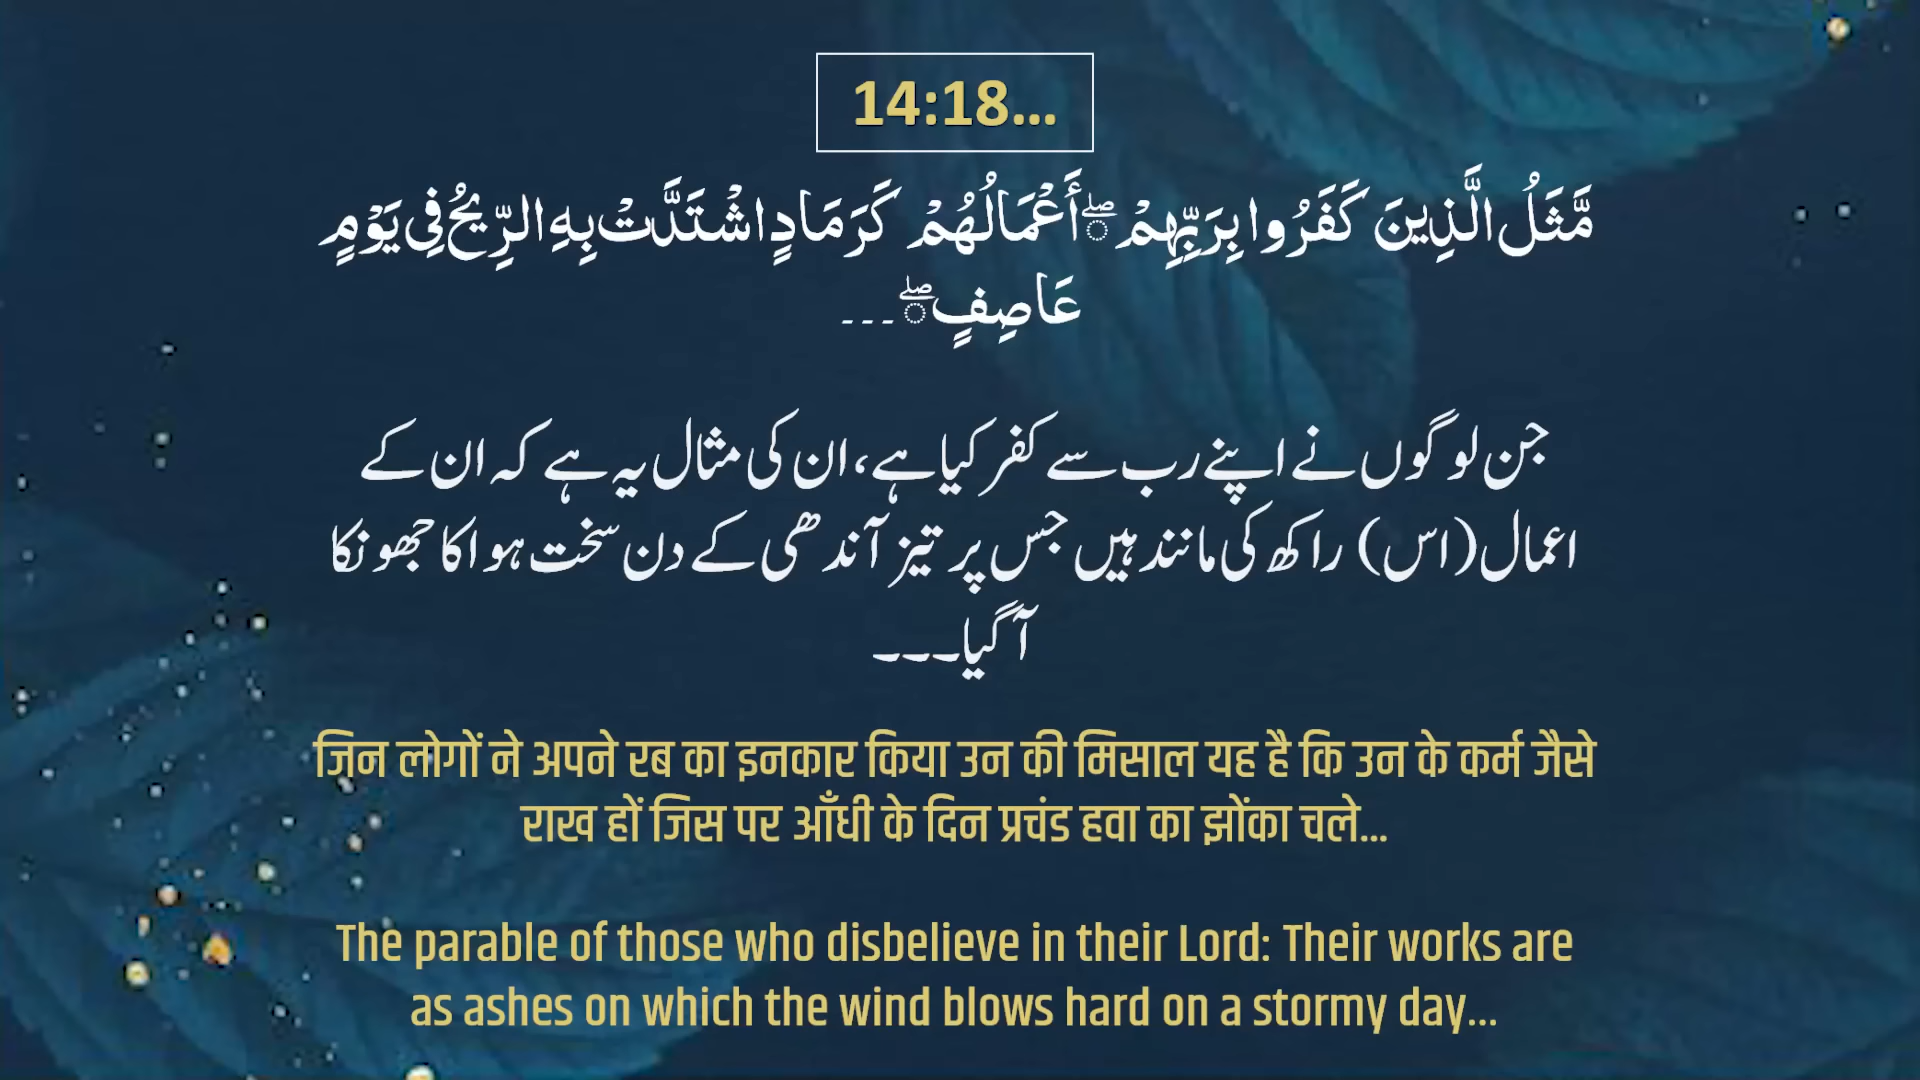 14:18...
مَّثَلُ الَّذِينَ كَفَرُوا بِرَبِّهِمْ ۖ أَعْمَالُهُمْ كَرَمَادٍ اشْتَدَّتْ بِهِ الرِّيحُ فِي يَوْمٍ
عَاصِفٍ ۖ ---
جن لوگوں نے اپنے رب سے کفر کیا ہے، ان کی مثال یہ ہے کہ ان کے
اعمال (اس) راکھ کی مانند ہیں جس پر تیز آندھی کے دن سخت ہوا کا جھونکا
آگیا۔۔۔
जिन लोगों ने अपने रब का इनकार किया उन की मिसाल यह है कि उन के कर्म जैसे
राख हों जिस पर आँधी के दिन प्रचंड हवा का झोंका चले...
The parable of those who disbelieve in their Lord: Their works are
as ashes on which the wind blows hard on a stormy day...